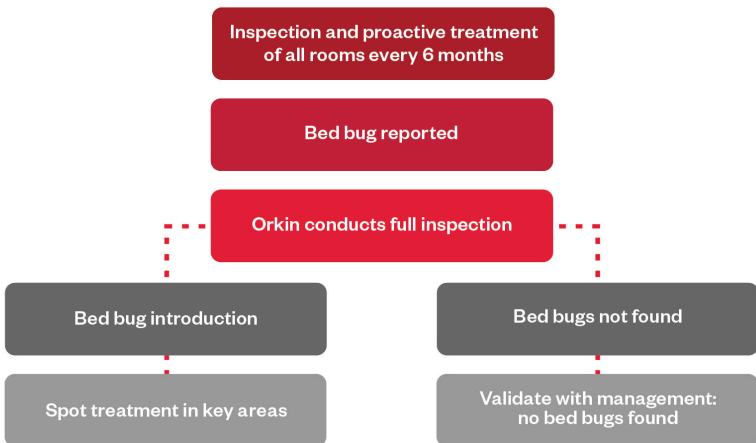 Inspection and proactive treatment
of all rooms every 6 months
Bed bug reported
Orkin conducts full inspection
Bed bug introduction
Bed bugs not found
Spot treatment in key areas
Validate with management:
no bed bugs found